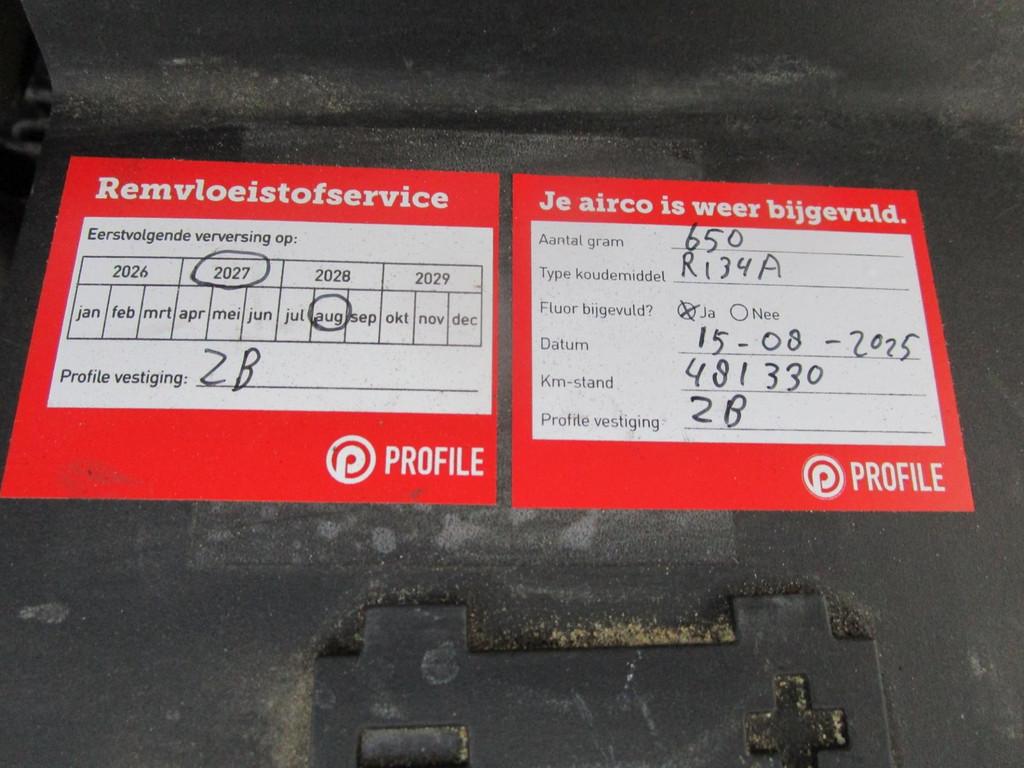 Remvloeistofservice
Eerstvolgende verversing op:
2026 2027 2028 2029
jan feb mrt apr mei jun jul aug sep okt nov dec
Profile vestiging: ZB
PROFILE
Je airco is weer bijgevuld.
Aantal gram 650
Type koudemiddel R134A
Fluor bijgevuld? Ja Nee
Datum 15-08-2025
Km-stand 481330
Profile vestiging ZB
PROFILE